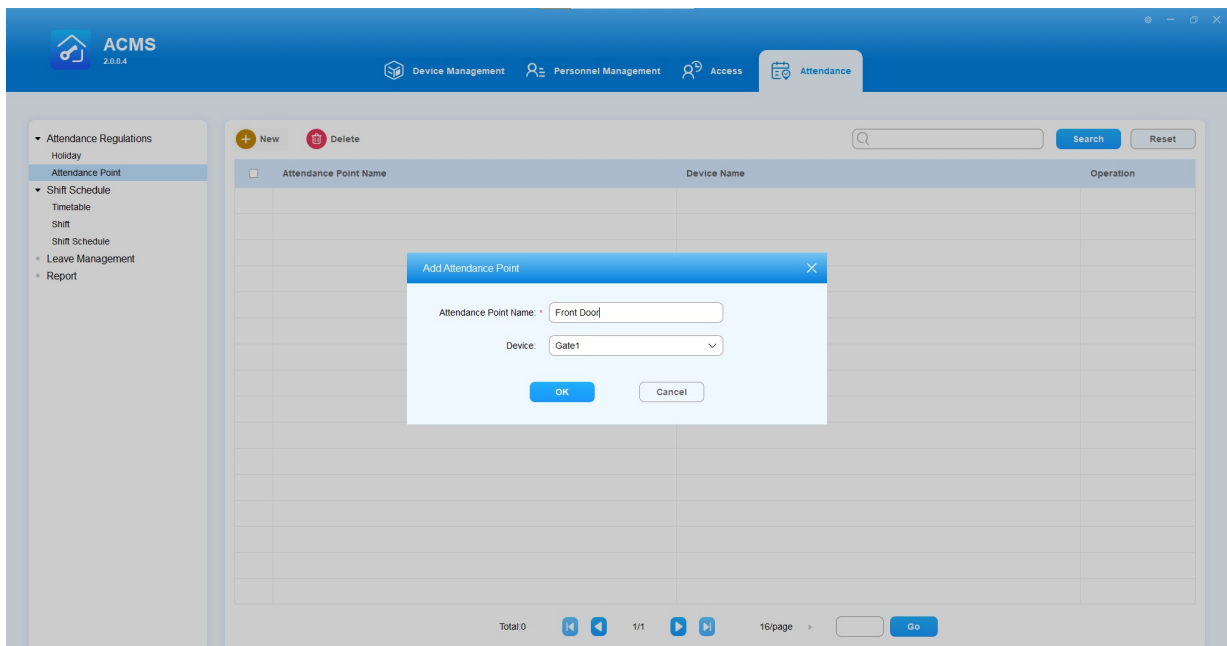 ACMS
2.0.0.4
Device Management
Personnel Management
Access
Attendance
Attendance Regulations
Holiday
Attendance Point
Shift Schedule
Timetable
Shift
Shift Schedule
Leave Management
Report
New
Delete
Search
Reset
Attendance Point Name
Device Name
Operation
Add Attendance Point
Attendance Point Name: * Front Door
Device: Gate1
OK
Cancel
Total:0
1/1
16/page
Go